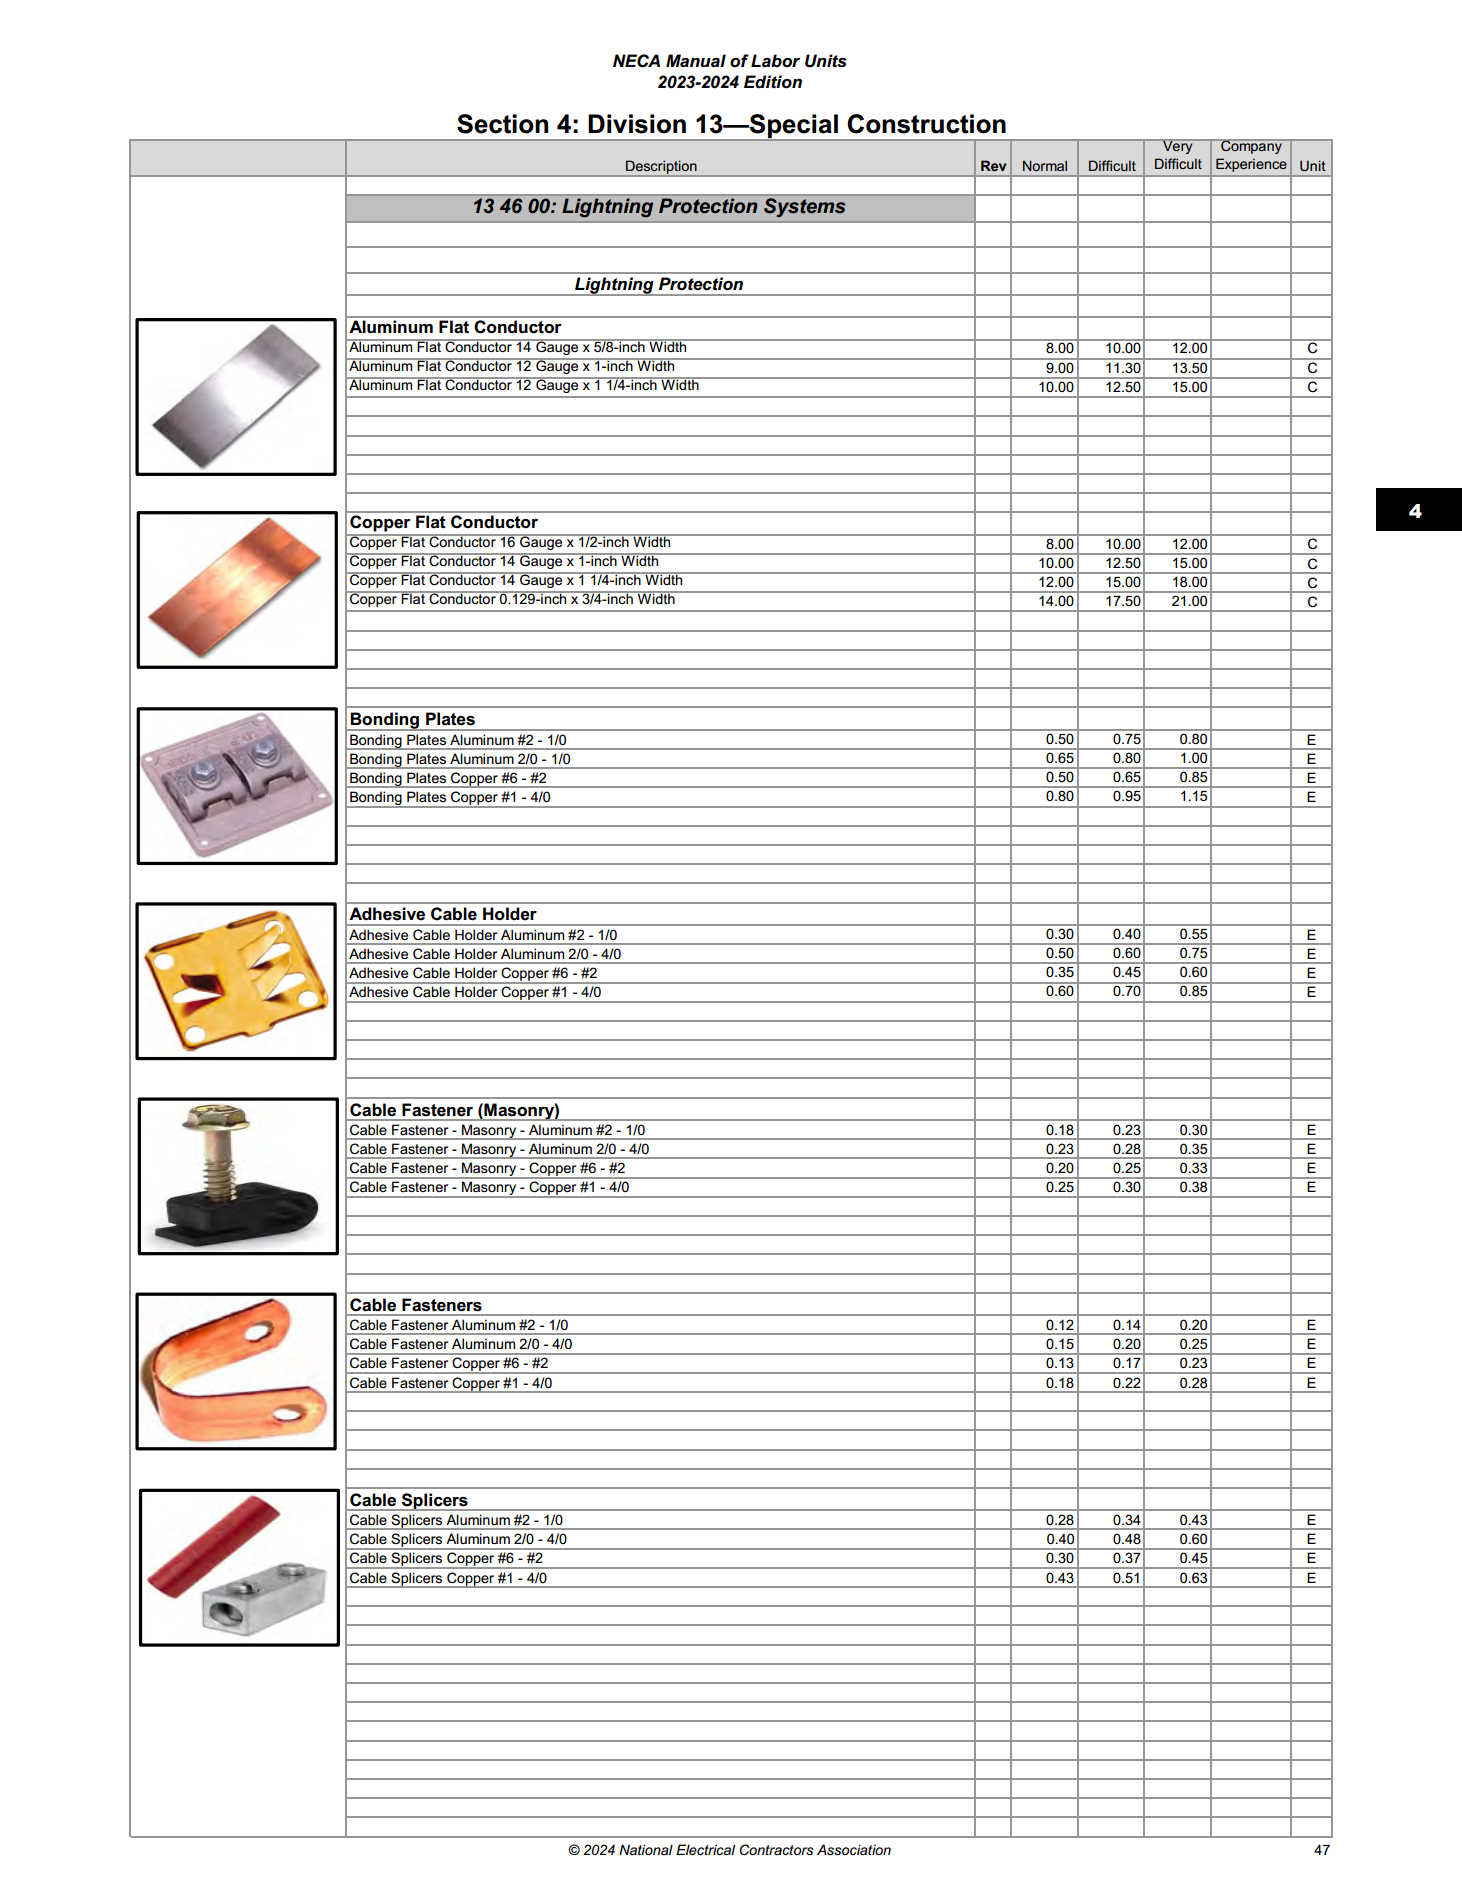 NECA Manual of Labor Units
2023-2024 Edition
Section 4: Division 13—Special Construction
Description Rev Normal Difficult Very Difficult Company Experience Unit
13 46 00: Lightning Protection Systems
Lightning Protection
Aluminum Flat Conductor
Aluminum Flat Conductor 14 Gauge x 5/8-inch Width 8.00 10.00 12.00 C
Aluminum Flat Conductor 12 Gauge x 1-inch Width 9.00 11.30 13.50 C
Aluminum Flat Conductor 12 Gauge x 1 1/4-inch Width 10.00 12.50 15.00 C
4
Copper Flat Conductor
Copper Flat Conductor 16 Gauge x 1/2-inch Width 8.00 10.00 12.00 C
Copper Flat Conductor 14 Gauge x 1-inch Width 10.00 12.50 15.00 C
Copper Flat Conductor 14 Gauge x 1 1/4-inch Width 12.00 15.00 18.00 C
Copper Flat Conductor 0.129-inch x 3/4-inch Width 14.00 17.50 21.00 C
Bonding Plates
Bonding Plates Aluminum #2 - 1/0 0.50 0.75 0.80 E
Bonding Plates Aluminum 2/0 - 1/0 0.65 0.80 1.00 E
Bonding Plates Copper #6 - #2 0.50 0.65 0.85 E
Bonding Plates Copper #1 - 4/0 0.80 0.95 1.15 E
Adhesive Cable Holder
Adhesive Cable Holder Aluminum #2 - 1/0 0.30 0.40 0.55 E
Adhesive Cable Holder Aluminum 2/0 - 4/0 0.50 0.60 0.75 E
Adhesive Cable Holder Copper #6 - #2 0.35 0.45 0.60 E
Adhesive Cable Holder Copper #1 - 4/0 0.60 0.70 0.85 E
Cable Fastener (Masonry)
Cable Fastener - Masonry - Aluminum #2 - 1/0 0.18 0.23 0.30 E
Cable Fastener - Masonry - Aluminum 2/0 - 4/0 0.23 0.28 0.35 E
Cable Fastener - Masonry - Copper #6 - #2 0.20 0.25 0.33 E
Cable Fastener - Masonry - Copper #1 - 4/0 0.25 0.30 0.38 E
Cable Fasteners
Cable Fastener Aluminum #2 - 1/0 0.12 0.14 0.20 E
Cable Fastener Aluminum 2/0 - 4/0 0.15 0.20 0.25 E
Cable Fastener Copper #6 - #2 0.13 0.17 0.23 E
Cable Fastener Copper #1 - 4/0 0.18 0.22 0.28 E
Cable Splicers
Cable Splicers Aluminum #2 - 1/0 0.28 0.34 0.43 E
Cable Splicers Aluminum 2/0 - 4/0 0.40 0.48 0.60 E
Cable Splicers Copper #6 - #2 0.30 0.37 0.45 E
Cable Splicers Copper #1 - 4/0 0.43 0.51 0.63 E
© 2024 National Electrical Contractors Association 47